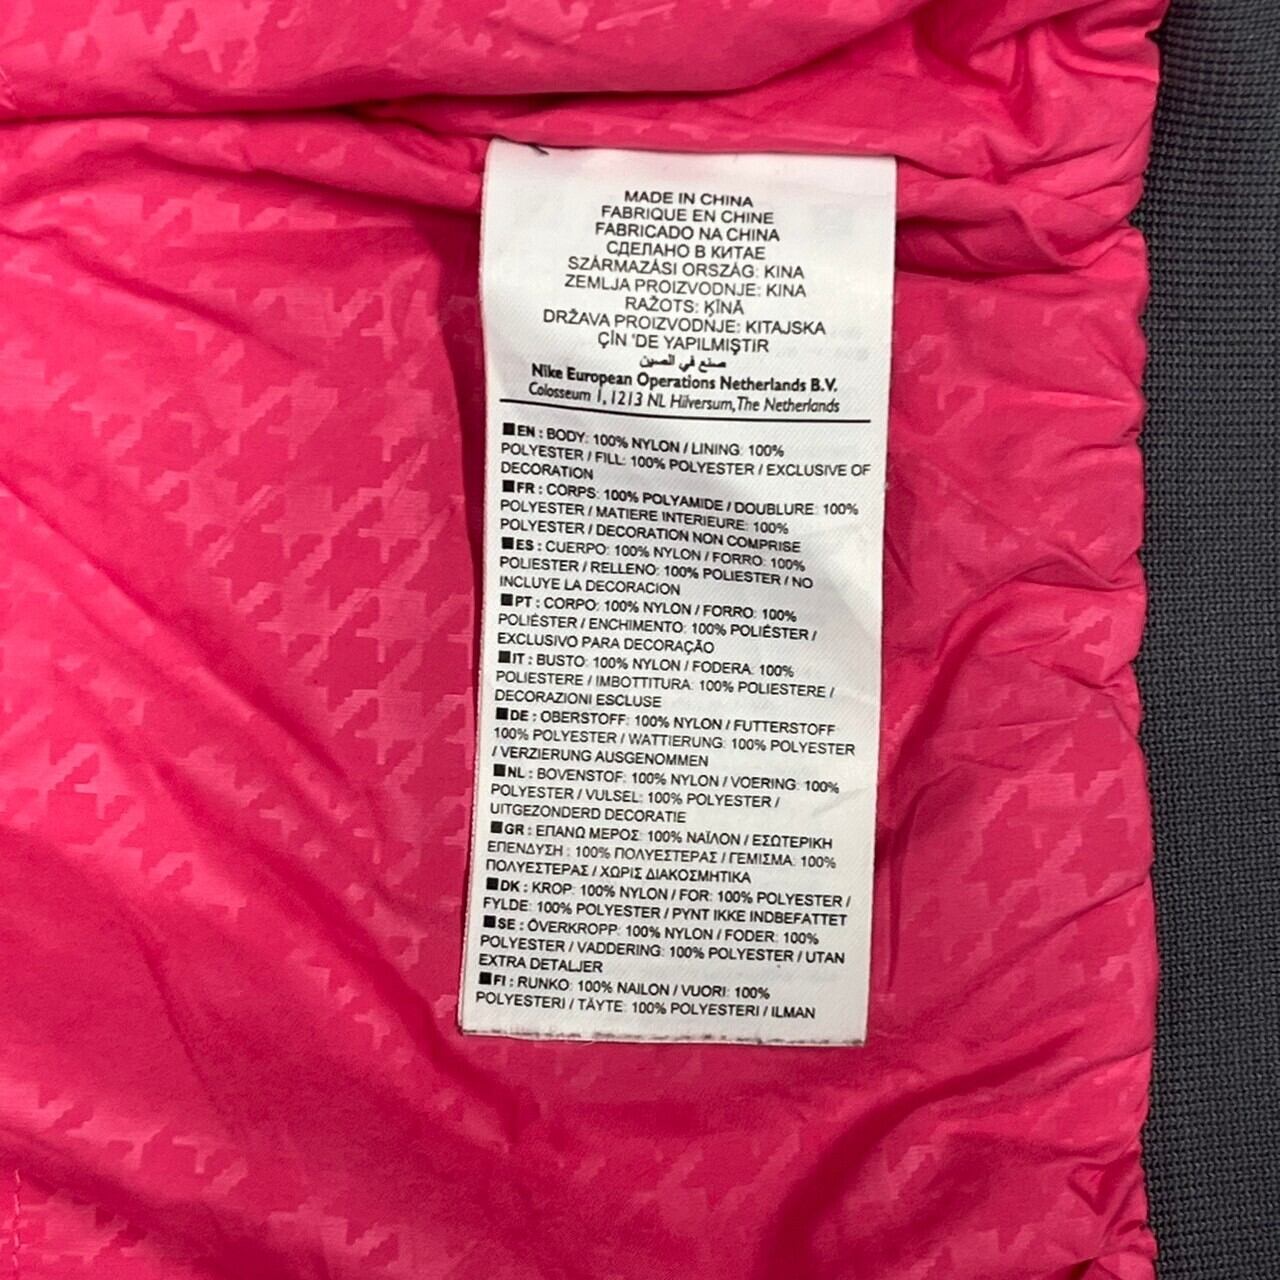 MADE IN CHINA
FABRIQUE EN CHINE
FABRICADO NA CHINA
СДЕЛАНО В КИТАЕ
SZÁRMAZÁSI ORSZÁG: KINA
ZEMLJA PROIZVODNJE: KINA
RAŽOTS: ĶĪNĀ
DRŽAVA PROIZVODNJE: KITAJSKA
ÇİN 'DE YAPILMIŞTIR
صنع في الصين
Nike European Operations Netherlands B.V.
Colosseum 1, 1213 NL Hilversum, The Netherlands
■EN : BODY: 100% NYLON / LINING: 100%
POLYESTER / FILL: 100% POLYESTER / EXCLUSIVE OF
DECORATION
■FR : CORPS: 100% POLYAMIDE / DOUBLURE: 100%
POLYESTER / MATIERE INTERIEURE: 100%
POLYESTER / DECORATION NON COMPRISE
■ES : CUERPO: 100% NYLON / FORRO: 100%
POLIESTER / RELLENO: 100% POLIESTER / NO
INCLUYE LA DECORACION
■PT : CORPO: 100% NYLON / FORRO: 100%
POLIÉSTER / ENCHIMENTO: 100% POLIÉSTER /
EXCLUSIVO PARA DECORAÇÃO
■IT : BUSTO: 100% NYLON / FODERA: 100%
POLIESTERE / IMBOTTITURA: 100% POLIESTERE /
DECORAZIONI ESCLUSE
■DE : OBERSTOFF: 100% NYLON / FUTTERSTOFF
100% POLYESTER / WATTIERUNG: 100% POLYESTER
/ VERZIERUNG AUSGENOMMEN
■NL : BOVENSTOF: 100% NYLON / VOERING: 100%
POLYESTER / VULSEL: 100% POLYESTER /
UITGEZONDERD DECORATIE
■GR : ΕΠΑΝΩ ΜΕΡΟΣ: 100% ΝΑΪΛΟΝ / ΕΣΩΤΕΡΙΚΗ
ΕΠΕΝΔΥΣΗ : 100% ΠΟΛΥΕΣΤΕΡΑΣ / ΓΕΜΙΣΜΑ: 100%
ΠΟΛΥΕΣΤΕΡΑΣ / ΧΩΡΙΣ ΔΙΑΚΟΣΜΗΤΙΚΑ
■DK : KROP: 100% NYLON / FOR: 100% POLYESTER /
FYLDE: 100% POLYESTER / PYNT IKKE INDBEFATTET
■SE : ÖVERKROPP: 100% NYLON / FODER: 100%
POLYESTER / VADDERING: 100% POLYESTER / UTAN
EXTRA DETALJER
■FI : RUNKO: 100% NAILON / VUORI: 100%
POLYESTERI / TÄYTE: 100% POLYESTERI / ILMAN